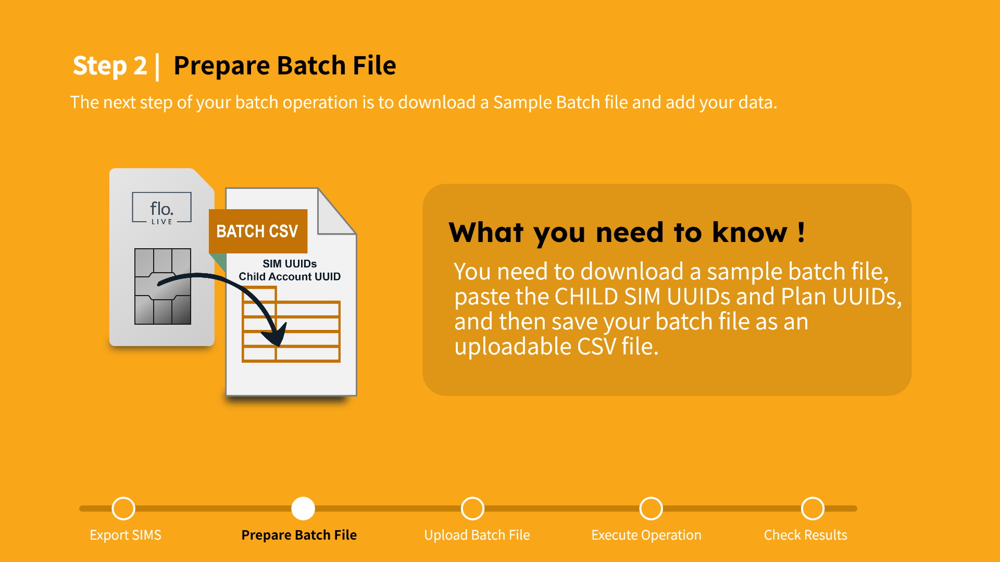 Step 2 | Prepare Batch File
The next step of your batch operation is to download a Sample Batch file and add your data.
flo.
LIVE
BATCH CSV
SIM UUIDs
Child Account UUID
What you need to know !
You need to download a sample batch file,
paste the CHILD SIM UUIDs and Plan UUIDs,
and then save your batch file as an
uploadable CSV file.
Export SIMS
Prepare Batch File
Upload Batch File
Execute Operation
Check Results